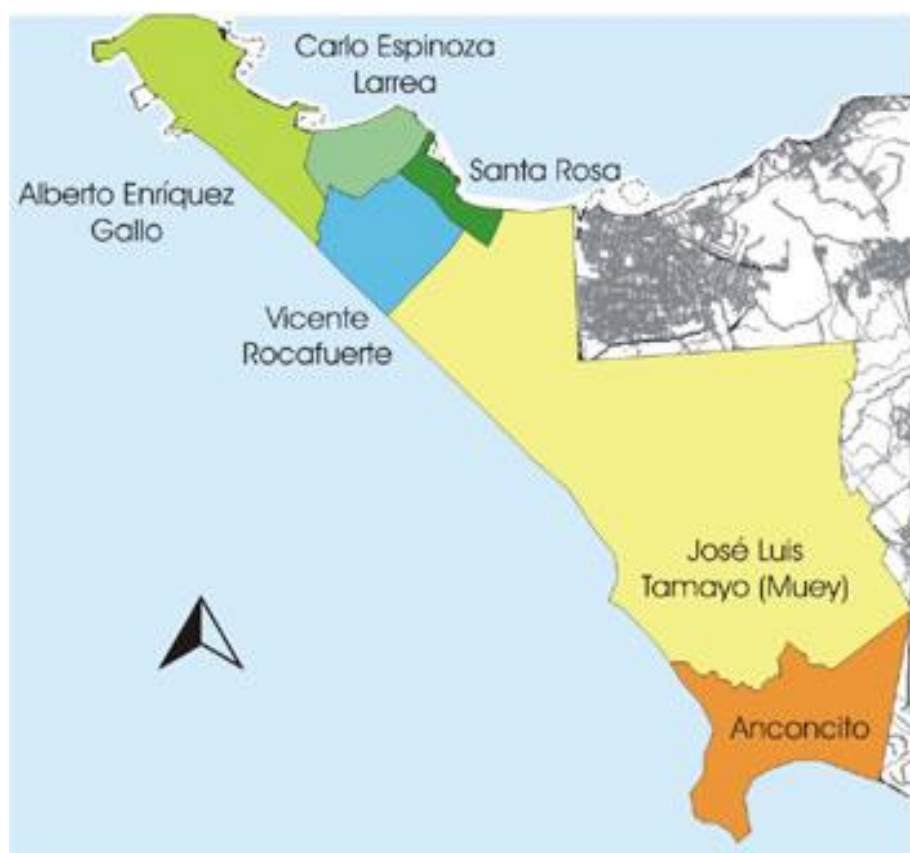 Carlo Espinoza
Larrea
Santa Rosa
Alberto Enríquez
Gallo
Vicente
Rocafuerte
José Luis
Tamayo (Muey)
Anconcito